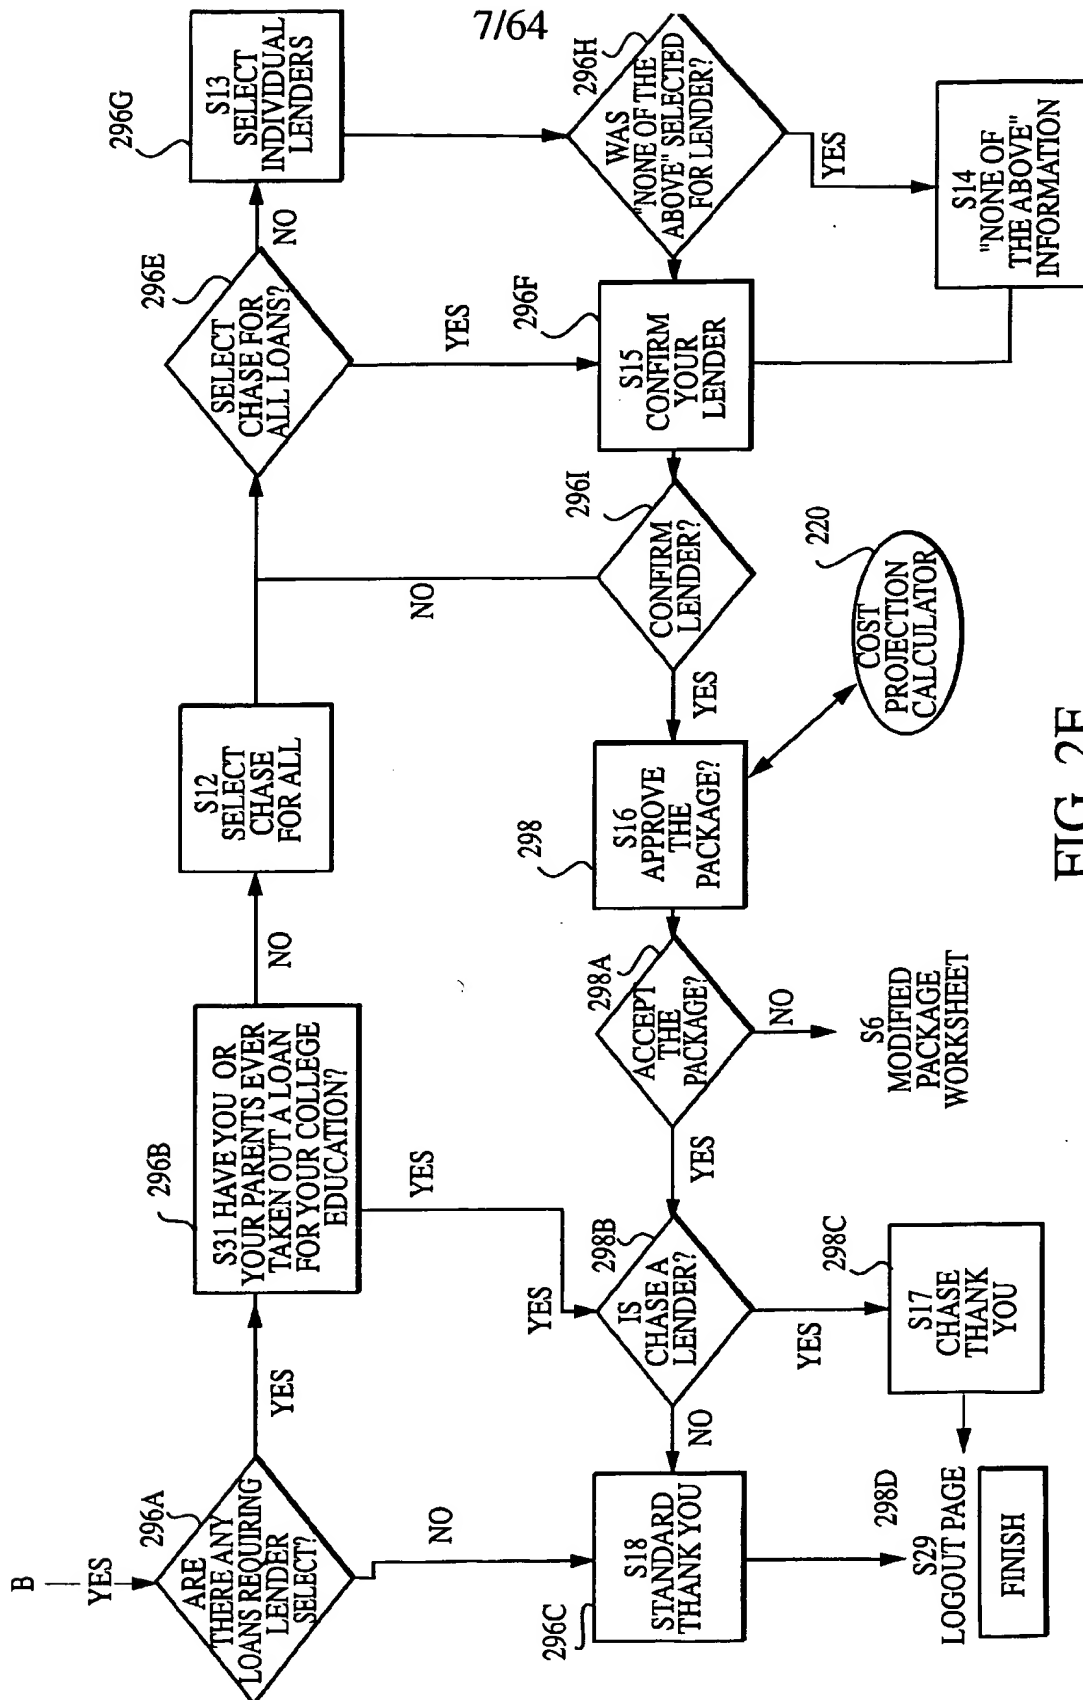 7/64
B
YES
296A
ARE
THERE ANY
LOANS REQUIRING
LENDER
SELECT?
YES
NO
296B
S31 HAVE YOU OR
YOUR PARENTS EVER
TAKEN OUT A LOAN
FOR YOUR COLLEGE
EDUCATION?
NO
YES
S12
SELECT
CHASE
FOR ALL
296E
SELECT
CHASE FOR
ALL LOANS?
NO
YES
296G
S13
SELECT
INDIVIDUAL
LENDERS
296H
WAS
"NONE OF THE
ABOVE" SELECTED
FOR LENDER?
YES
S14
"NONE OF
THE ABOVE"
INFORMATION
296F
S15
CONFIRM
YOUR
LENDER
296I
CONFIRM
LENDER?
NO
YES
298
S16
APPROVE
THE
PACKAGE?
220
COST
PROJECTION
CALCULATOR
298A
ACCEPT
THE
PACKAGE?
NO
S6
MODIFIED
PACKAGE
WORKSHEET
YES
298B
IS
CHASE A
LENDER?
YES
YES
NO
298C
S17
CHASE
THANK
YOU
296C
S18
STANDARD
THANK YOU
298D
S29
LOGOUT PAGE
FINISH